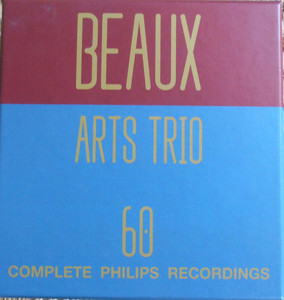 BEAUX
ARTS TRIO
60
COMPLETE PHILIPS RECORDINGS